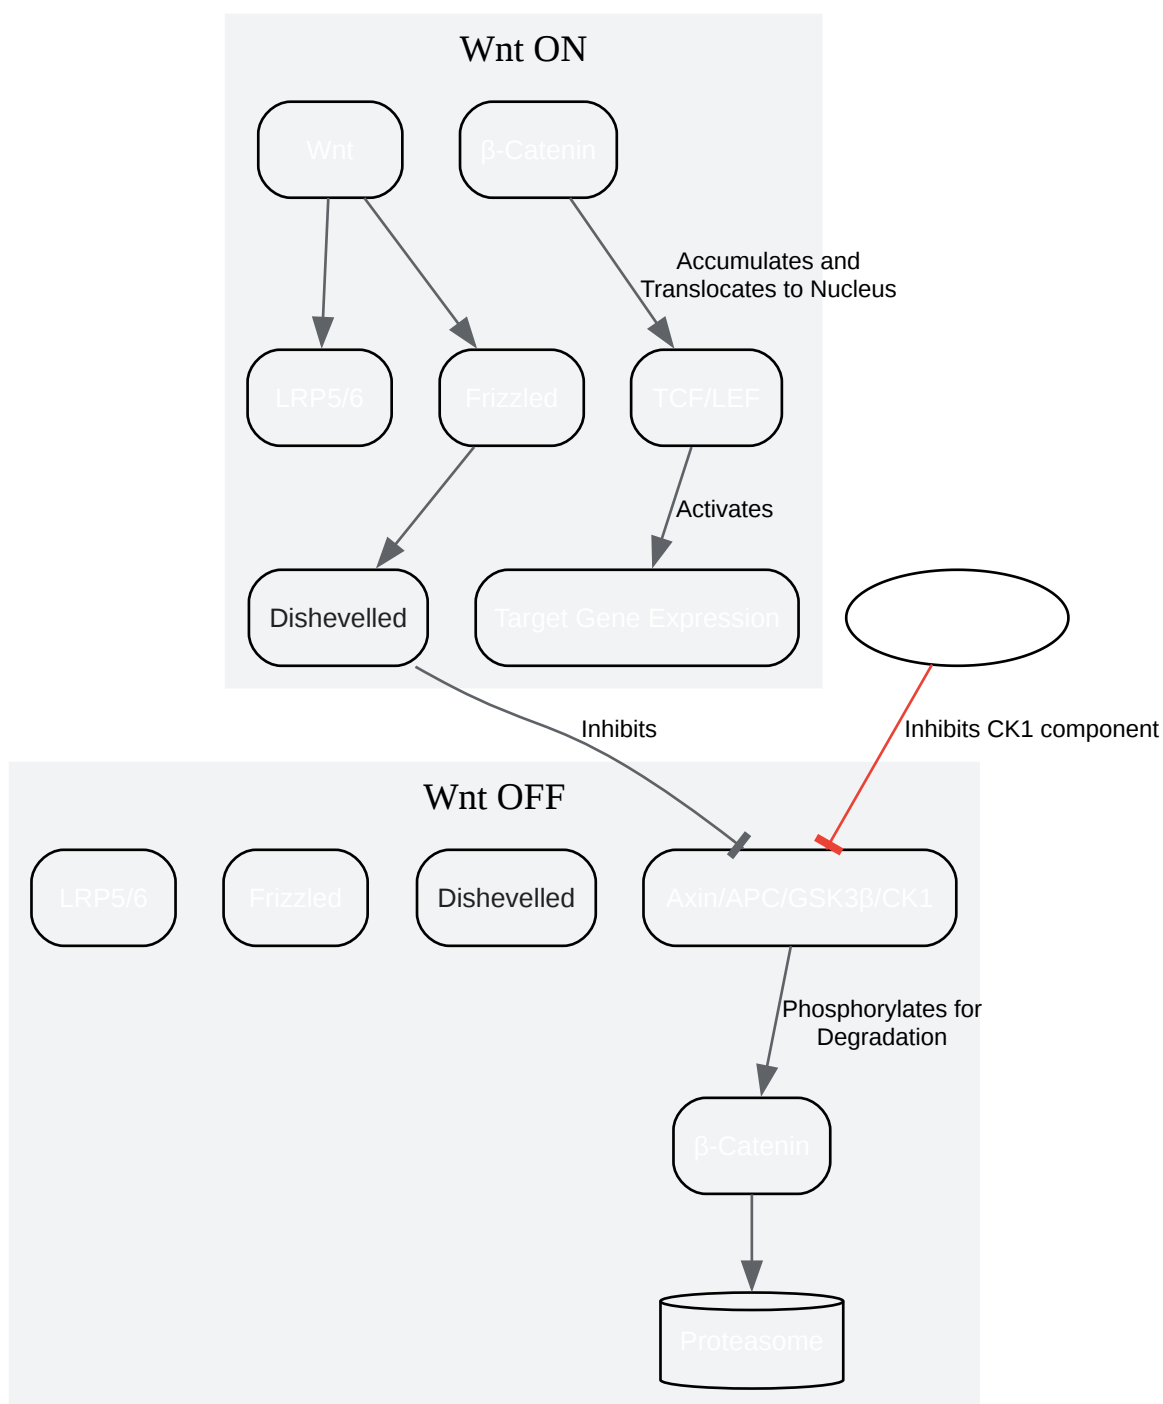 Wnt ON
Wnt
β-Catenin
Accumulates and
Translocates to Nucleus
LRP5/6
Frizzled
TCF/LEF
Activates
Dishevelled
Target Gene Expression
Inhibits
Inhibits CK1 component
Wnt OFF
LRP5/6
Frizzled
Dishevelled
Axin/APC/GSK3β/CK1
Phosphorylates for
Degradation
β-Catenin
Proteasome